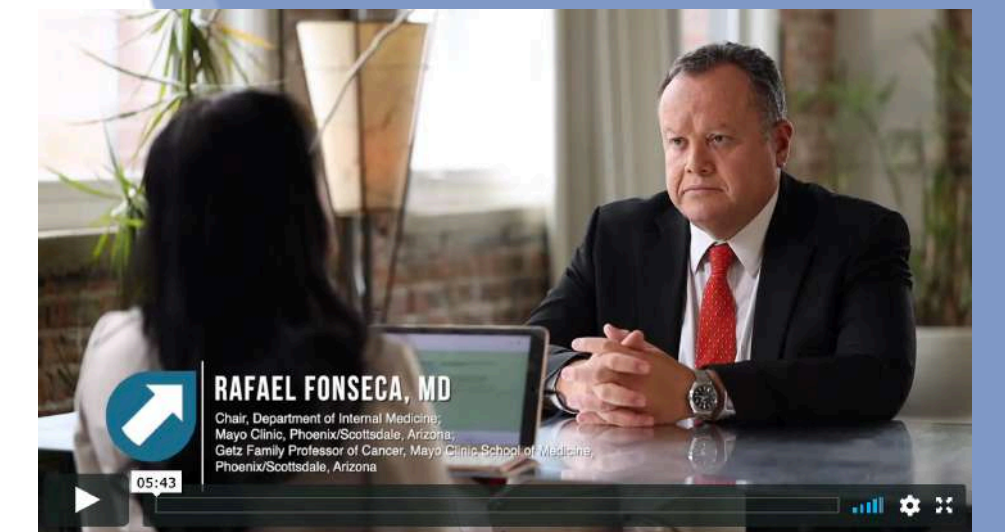 RAFAEL FONSECA, MD
Chair, Department of Internal Medicine;
Mayo Clinic, Phoenix/Scottsdale, Arizona;
Getz Family Professor of Cancer, Mayo Clinic School of Medicine,
Phoenix/Scottsdale, Arizona
05:43